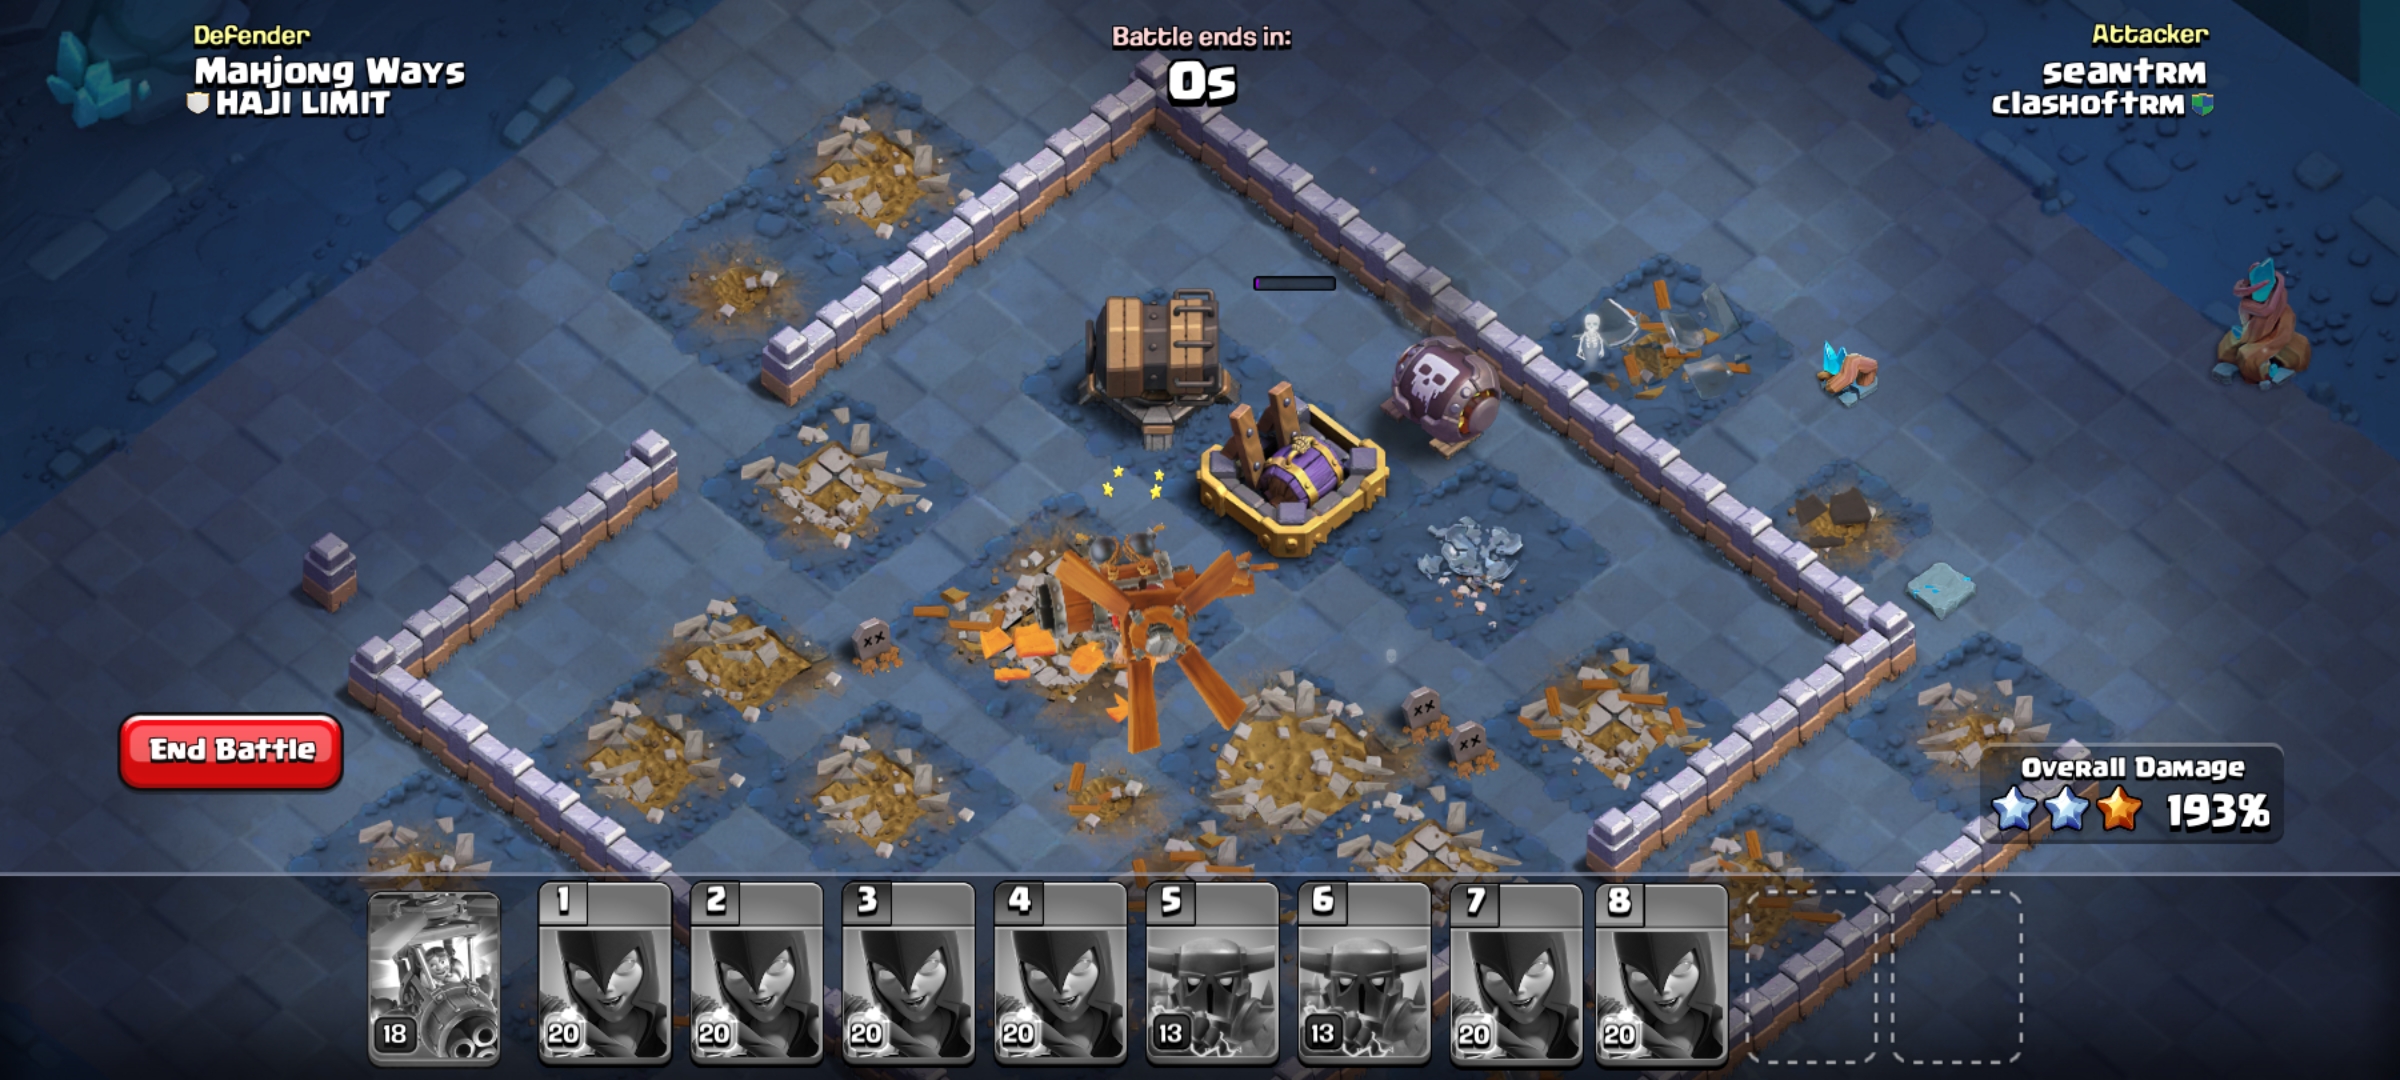 Defender
Mahjong Ways
HAJI LIMIT
Battle ends in:
0s
Attacker
seantRM
clashoftRM
End Battle
Overall Damage
193%
1
2
3
4
5
6
7
8
18
20
20
20
20
13
13
20
20